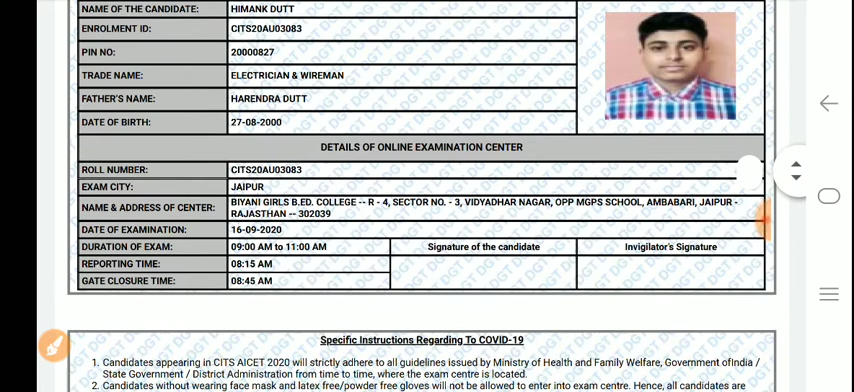 NAME OF THE CANDIDATE: HIMANK DUTT
ENROLMENT ID: CITS20AU03083
PIN NO: 20000827
TRADE NAME: ELECTRICIAN & WIREMAN
FATHER'S NAME: HARENDRA DUTT
DATE OF BIRTH: 27-08-2000
DETAILS OF ONLINE EXAMINATION CENTER
ROLL NUMBER: CITS20AU03083
EXAM CITY: JAIPUR
NAME & ADDRESS OF CENTER: BIYANI GIRLS B.ED. COLLEGE -- R - 4, SECTOR NO. - 3, VIDYADHAR NAGAR, OPP MGPS SCHOOL, AMBABARI, JAIPUR -
RAJASTHAN -- 302039
DATE OF EXAMINATION: 16-09-2020
DURATION OF EXAM: 09:00 AM to 11:00 AM Signature of the candidate Invigilator's Signature
REPORTING TIME: 08:15 AM
GATE CLOSURE TIME: 08:45 AM
Specific Instructions Regarding To COVID-19
1. Candidates appearing in CITS AICET 2020 will strictly adhere to all guidelines issued by Ministry of Health and Family Welfare, Government ofIndia /
State Government / District Administration from time to time, where the exam centre is located.
2. Candidates without wearing face mask and latex free/powder free gloves will not be allowed to enter into exam centre. Hence, all candidates are